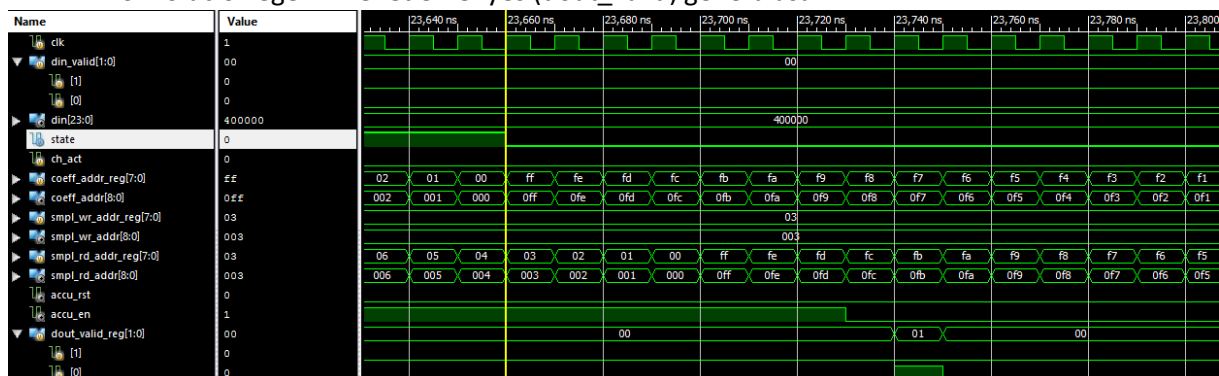 Name Value 23,640 ns 23,660 ns 23,680 ns 23,700 ns 23,720 ns 23,740 ns 23,760 ns 23,780 ns 23,800
clk 1
din_valid[1:0] 00 00
[1] 0
[0] 0
din[23:0] 400000 400000
state 0
ch_act 0
coeff_addr_reg[7:0] ff 02 01 00 ff fe fd fc fb fa f9 f8 f7 f6 f5 f4 f3 f2 f1
coeff_addr[8:0] 0ff 002 001 000 0ff 0fe 0fd 0fc 0fb 0fa 0f9 0f8 0f7 0f6 0f5 0f4 0f3 0f2 0f1
smpl_wr_addr_reg[7:0] 03 03
smpl_wr_addr[8:0] 003 003
smpl_rd_addr_reg[7:0] 03 06 05 04 03 02 01 00 ff fe fd fc fb fa f9 f8 f7 f6 f5
smpl_rd_addr[8:0] 003 006 005 004 003 002 001 000 0ff 0fe 0fd 0fc 0fb 0fa 0f9 0f8 0f7 0f6 0f5
accu_rst 0
accu_en 1
dout_valid_reg[1:0] 00 00 01 00
[1] 0
[0] 0